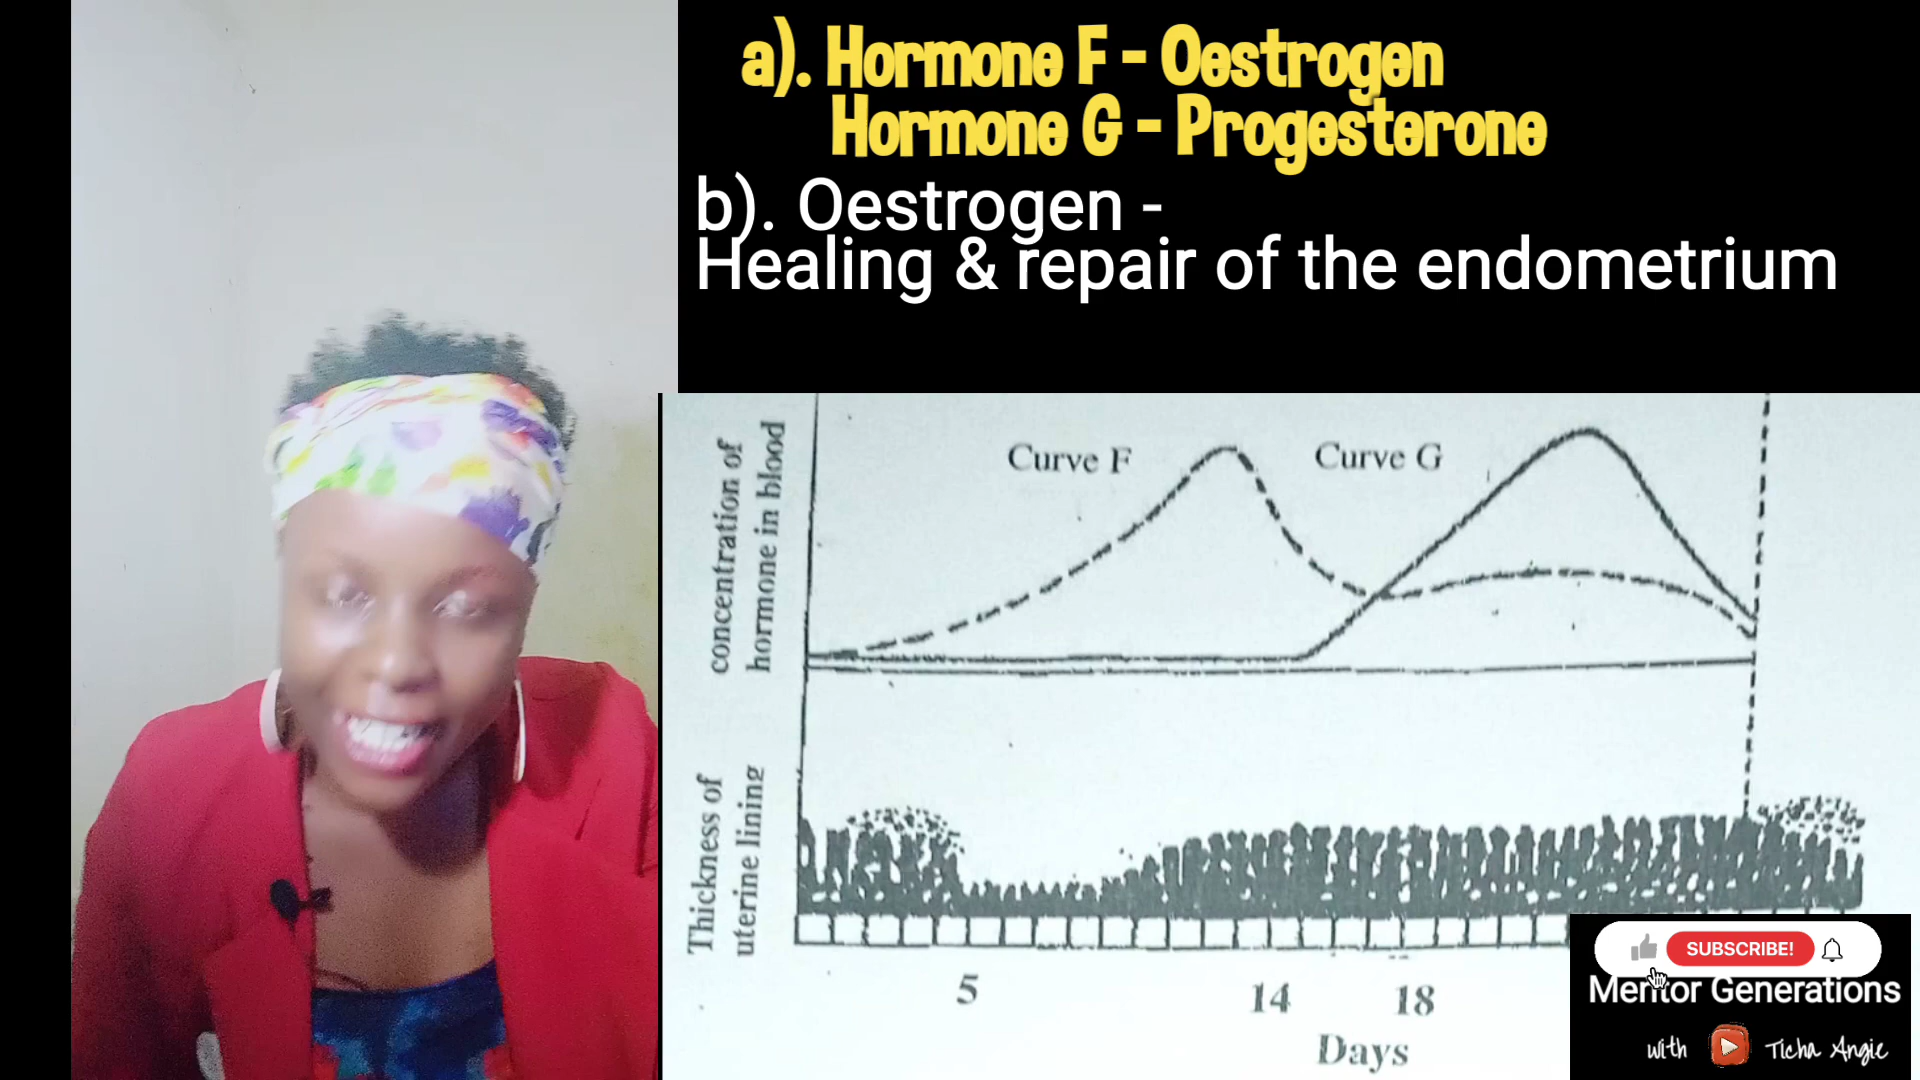 a). Hormone F - Oestrogen
Hormone G - Progesterone
b). Oestrogen -
Healing & repair of the endometrium
concentration of
hormone in blood
Curve F
Curve G
Thickness of
uterine lining
5
14
18
Days
SUBSCRIBE!
Mentor Generations
with
Ticha Angie